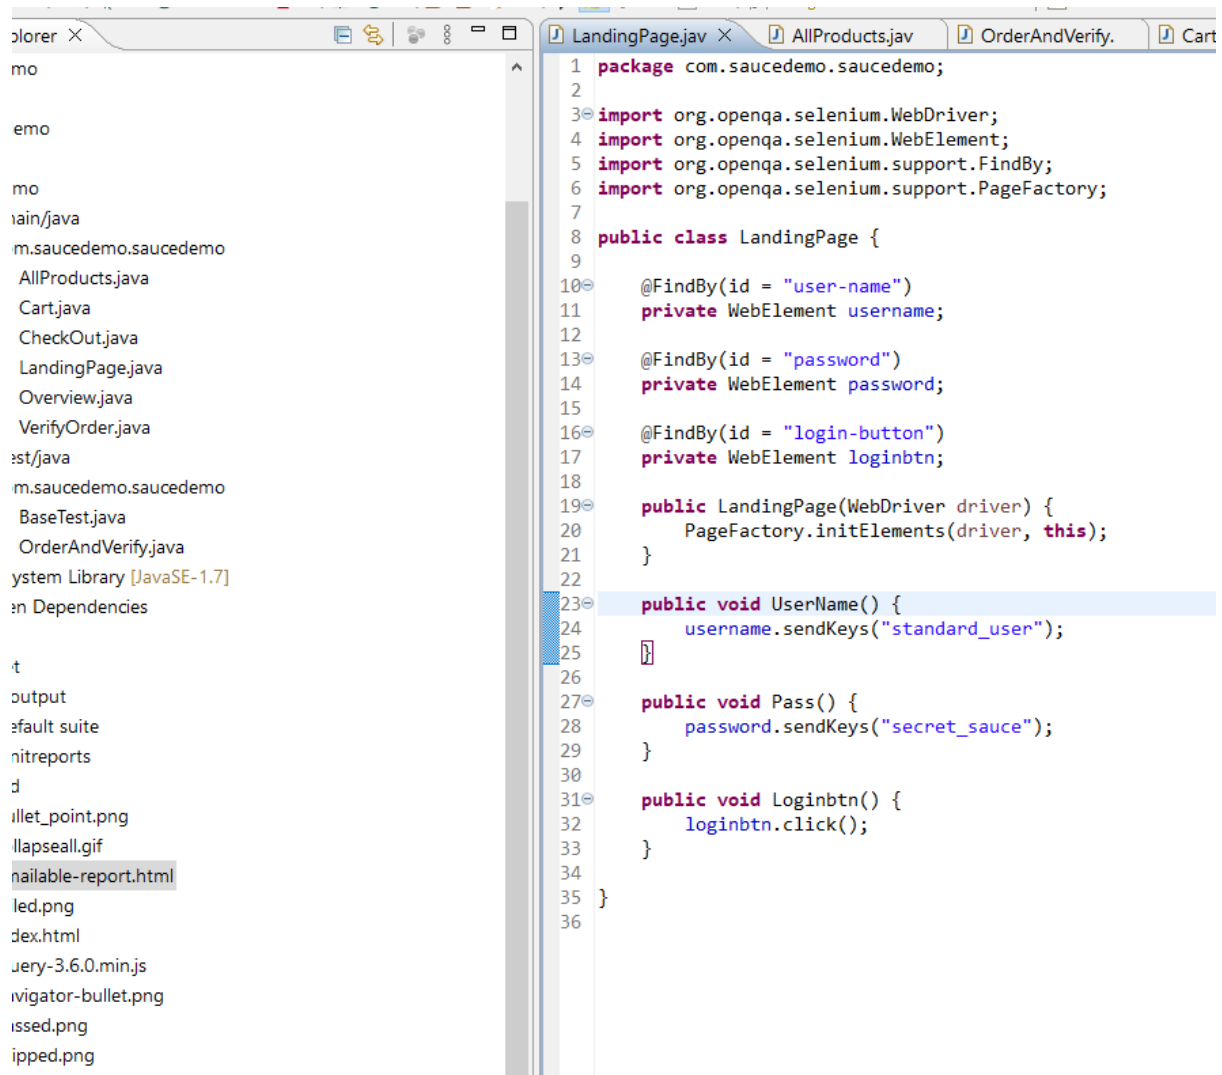 plorer
mo
emo
mo
nain/java
om.saucedemo.saucedemo
AllProducts.java
Cart.java
CheckOut.java
LandingPage.java
Overview.java
VerifyOrder.java
est/java
om.saucedemo.saucedemo
BaseTest.java
OrderAndVerify.java
ystem Library [JavaSE-1.7]
en Dependencies
et
output
efault suite
nitreports
d
ullet_point.png
llapseall.gif
mailable-report.html
iled.png
dex.html
uery-3.6.0.min.js
avigator-bullet.png
assed.png
ipped.png
LandingPage.jav AllProducts.jav OrderAndVerify. Cart
1 package com.saucedemo.saucedemo;
2
3 import org.openqa.selenium.WebDriver;
4 import org.openqa.selenium.WebElement;
5 import org.openqa.selenium.support.FindBy;
6 import org.openqa.selenium.support.PageFactory;
7
8 public class LandingPage {
9
10 @FindBy(id = "user-name")
11 private WebElement username;
12
13 @FindBy(id = "password")
14 private WebElement password;
15
16 @FindBy(id = "login-button")
17 private WebElement loginbtn;
18
19 public LandingPage(WebDriver driver) {
20 PageFactory.initElements(driver, this);
21 }
22
23 public void UserName() {
24 username.sendKeys("standard_user");
25 }
26
27 public void Pass() {
28 password.sendKeys("secret_sauce");
29 }
30
31 public void Loginbtn() {
32 loginbtn.click();
33 }
34
35 }
36